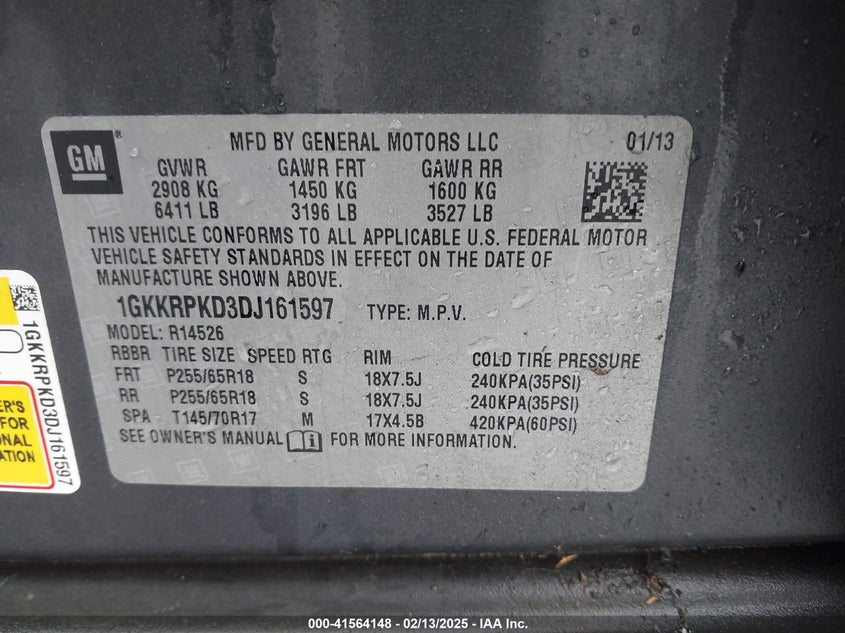 GM ®
MFD BY GENERAL MOTORS LLC 01/13
GVWR GAWR FRT GAWR RR
2908 KG 1450 KG 1600 KG
6411 LB 3196 LB 3527 LB
THIS VEHICLE CONFORMS TO ALL APPLICABLE U.S. FEDERAL MOTOR
VEHICLE SAFETY STANDARDS IN EFFECT ON THE DATE OF
MANUFACTURE SHOWN ABOVE.
1GKKRPKD3DJ161597 TYPE: M.P.V.
MODEL: R14526
RBBR TIRE SIZE SPEED RTG RIM COLD TIRE PRESSURE
FRT P255/65R18 S 18X7.5J 240KPA(35PSI)
RR P255/65R18 S 18X7.5J 240KPA(35PSI)
SPA T145/70R17 M 17X4.5B 420KPA(60PSI)
SEE OWNER'S MANUAL FOR MORE INFORMATION.
1GKKRPKD3DJ161597
ER'S
FOR
ONAL
ATION
000-41564148 - 02/13/2025 - IAA Inc.